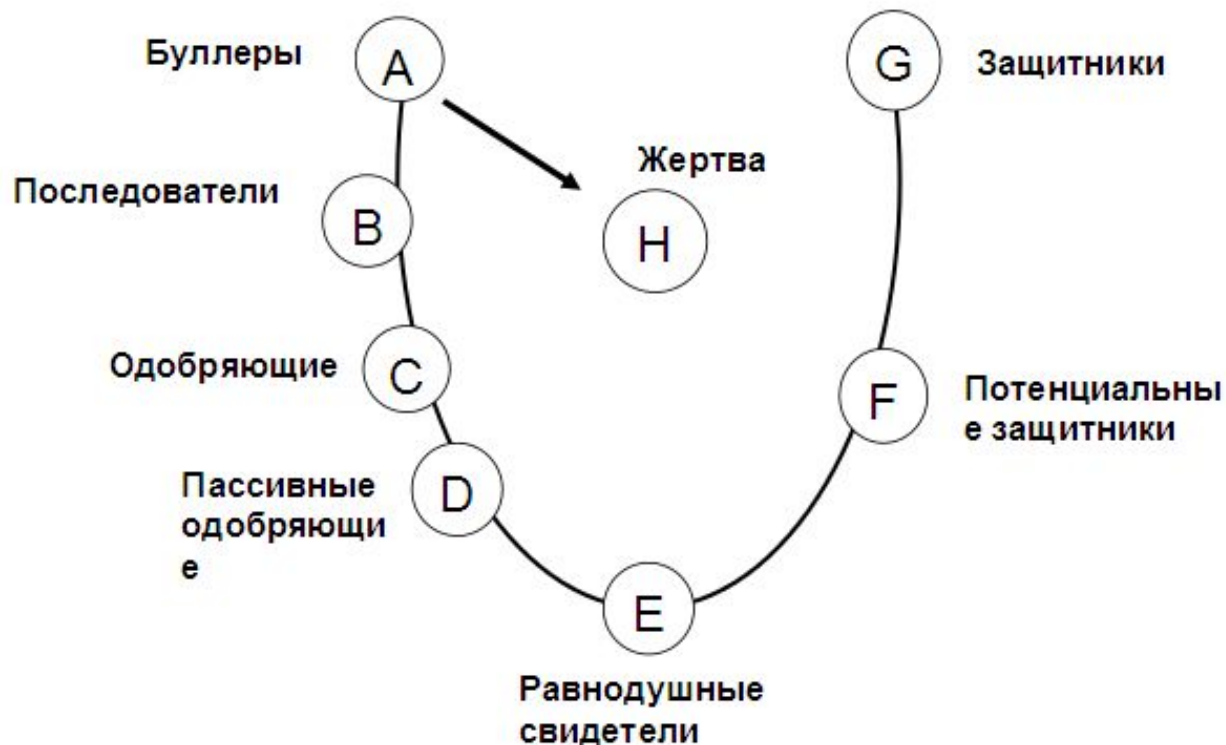 Буллеры
A
G
Защитники
Жертва
Последователи
B
H
Одобряющие
C
F
Потенциальны
е защитники
Пассивные
одобряющи
е
D
E
Равнодушные
свидетели